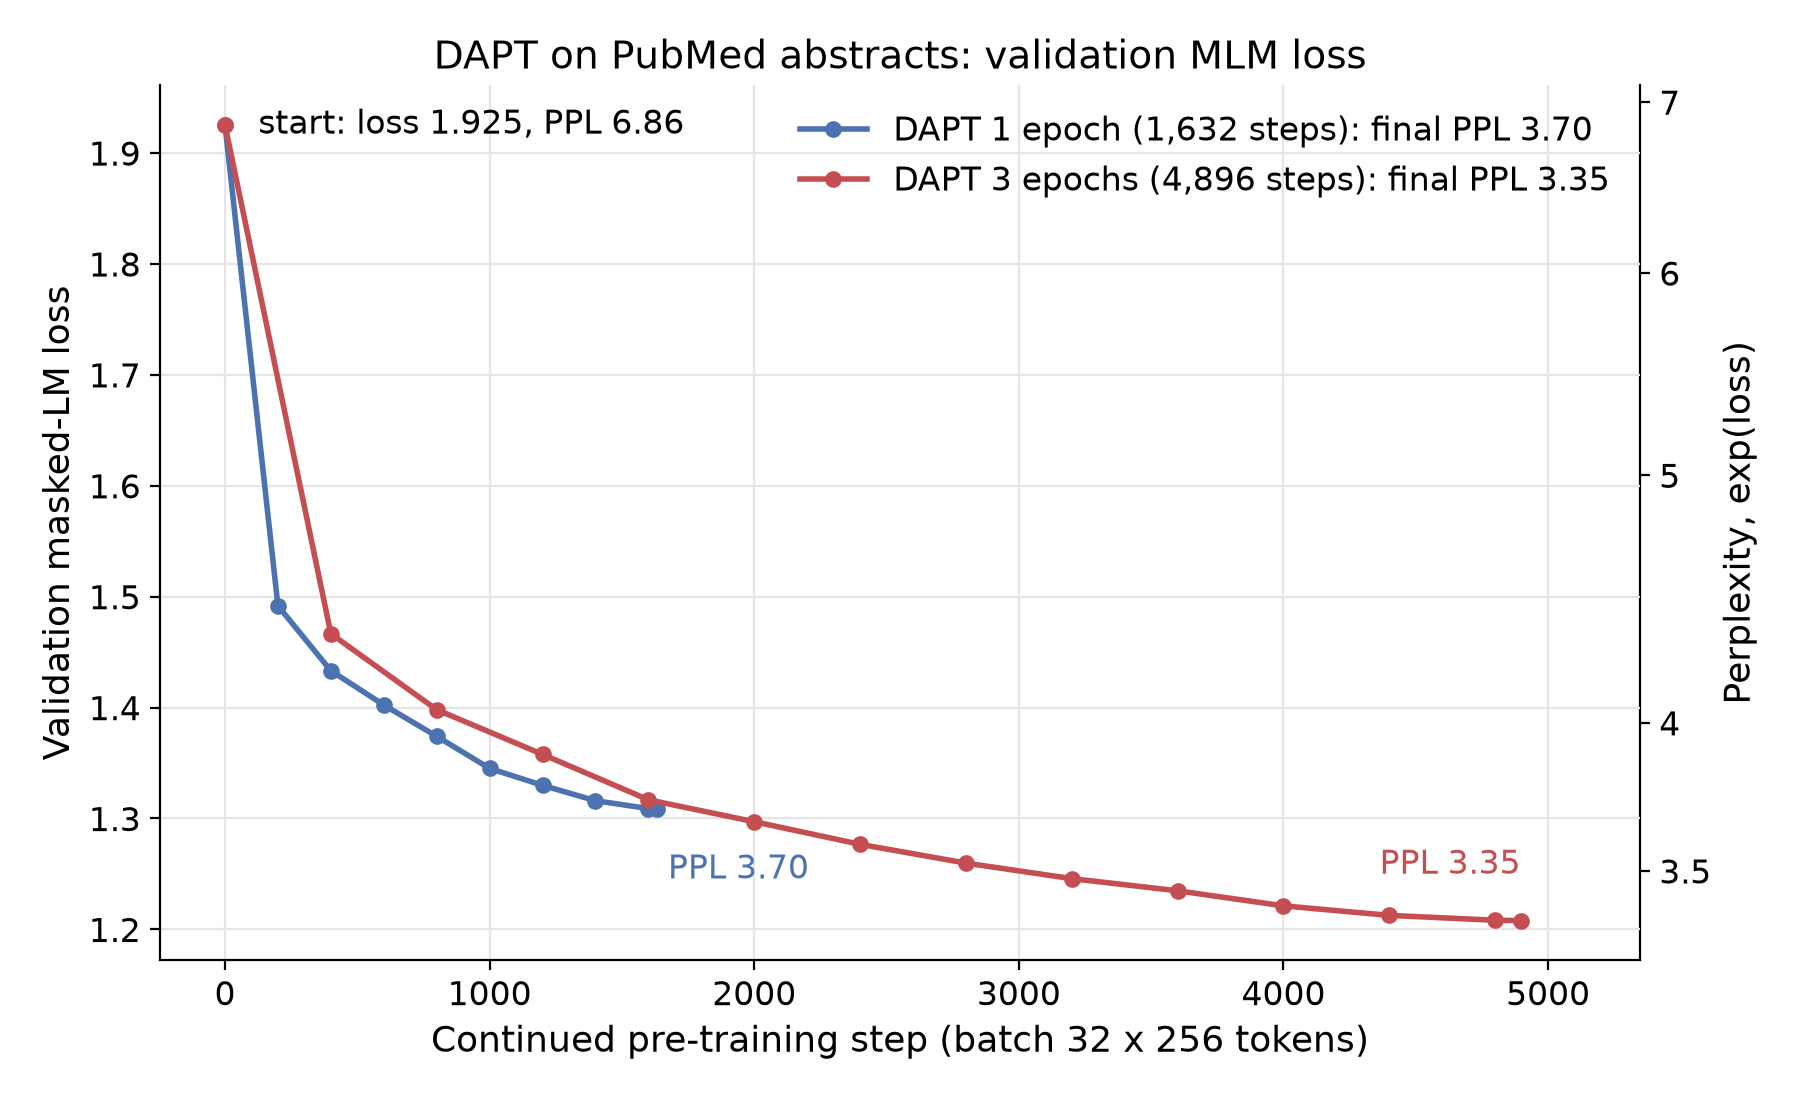 DAPT on PubMed abstracts: validation MLM loss
start: loss 1.925, PPL 6.86
DAPT 1 epoch (1,632 steps): final PPL 3.70
DAPT 3 epochs (4,896 steps): final PPL 3.35
Validation masked-LM loss
1.9
1.8
1.7
1.6
1.5
1.4
1.3
1.2
7
6
5
4
3.5
Perplexity, exp(loss)
PPL 3.70
PPL 3.35
0
1000
2000
3000
4000
5000
Continued pre-training step (batch 32 x 256 tokens)